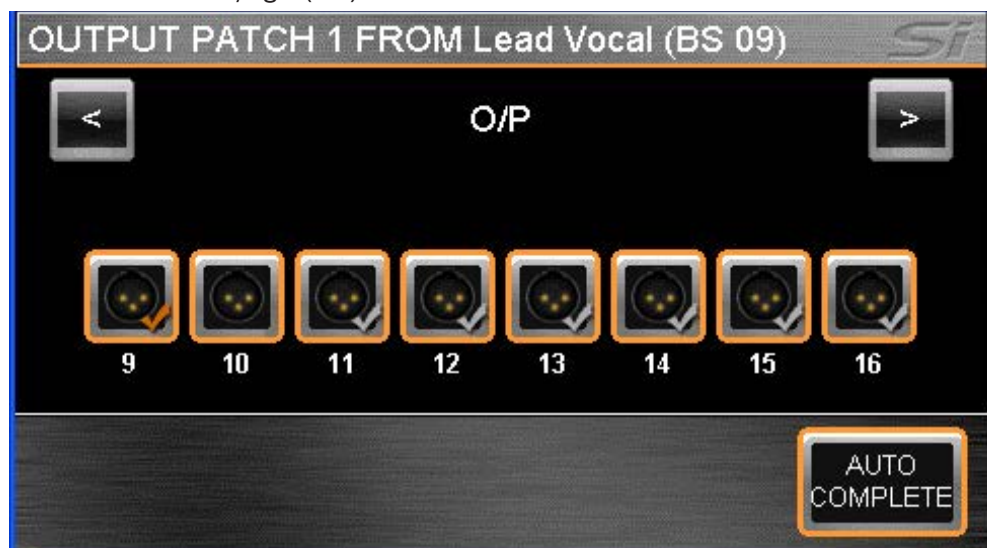 OUTPUT PATCH 1 FROM Lead Vocal (BS 09)
Si
< O/P >
9 10 11 12 13 14 15 16
AUTO
COMPLETE